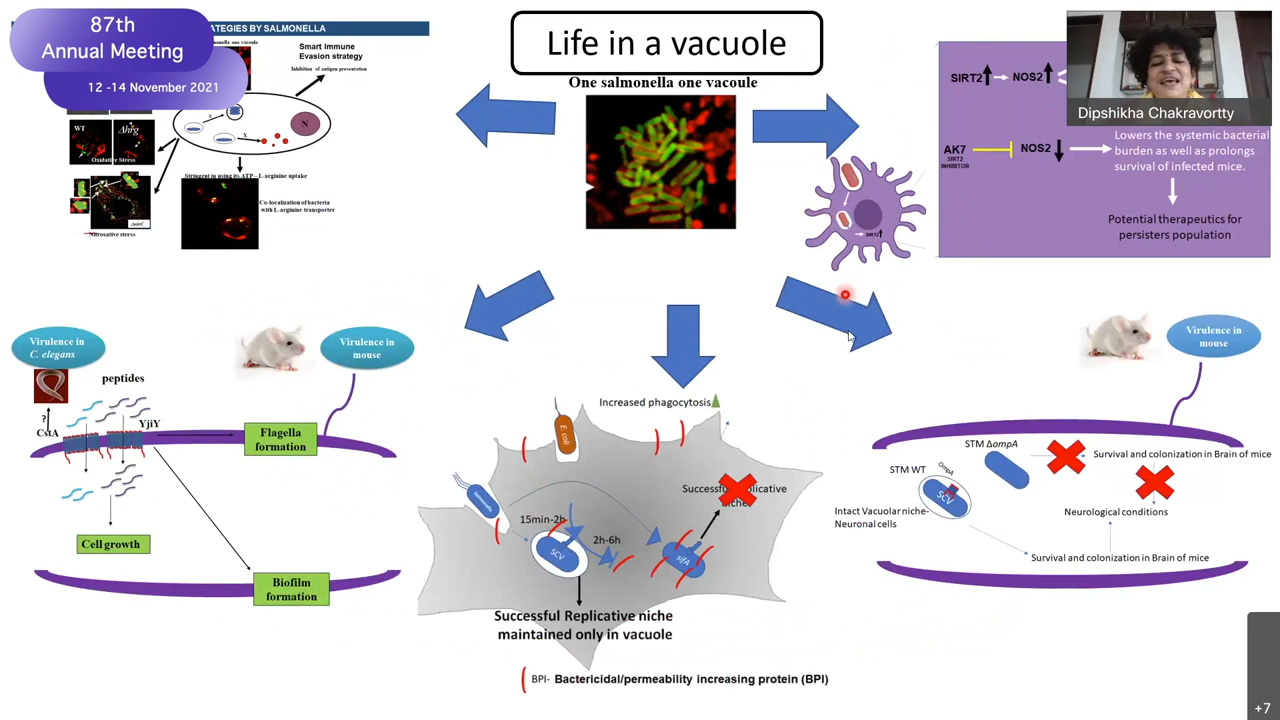 87th
Annual Meeting
12 -14 November 2021
ATEGIES BY SALMONELLA
Smart Immune
Evasion strategy
Inhibition of antigen presentation
N
WT
Δhrg
Oxidative Stress
Nitrosative stress
Stringent in using its ATP – L-arginine uptake
Co-localization of bacteria
with L-arginine transporter
Life in a vacuole
One salmonella one vacoule
SIRT2
NOS2
Dipshikha Chakravortty
AK7
SIRT2
INHIBITOR
NOS2
Lowers the systemic bacterial
burden as well as prolongs
survival of infected mice.
Potential therapeutics for
persisters population
SIRT2
Virulence in
C. elegans
peptides
?
CstA
YjiY
Virulence in
mouse
Flagella
formation
Cell growth
Biofilm
formation
Increased phagocytosis
E. coli
Salmonella
15min-2h
2h-6h
SCV
sifA
Successful Replicative
niche
Successful Replicative niche
maintained only in vacuole
BPI- Bactericidal/permeability increasing protein (BPI)
Virulence in
mouse
STM ΔompA
Survival and colonization in Brain of mice
STM WT
OmpA
SCV
Intact Vacuolar niche-
Neuronal cells
Neurological conditions
Survival and colonization in Brain of mice
+7